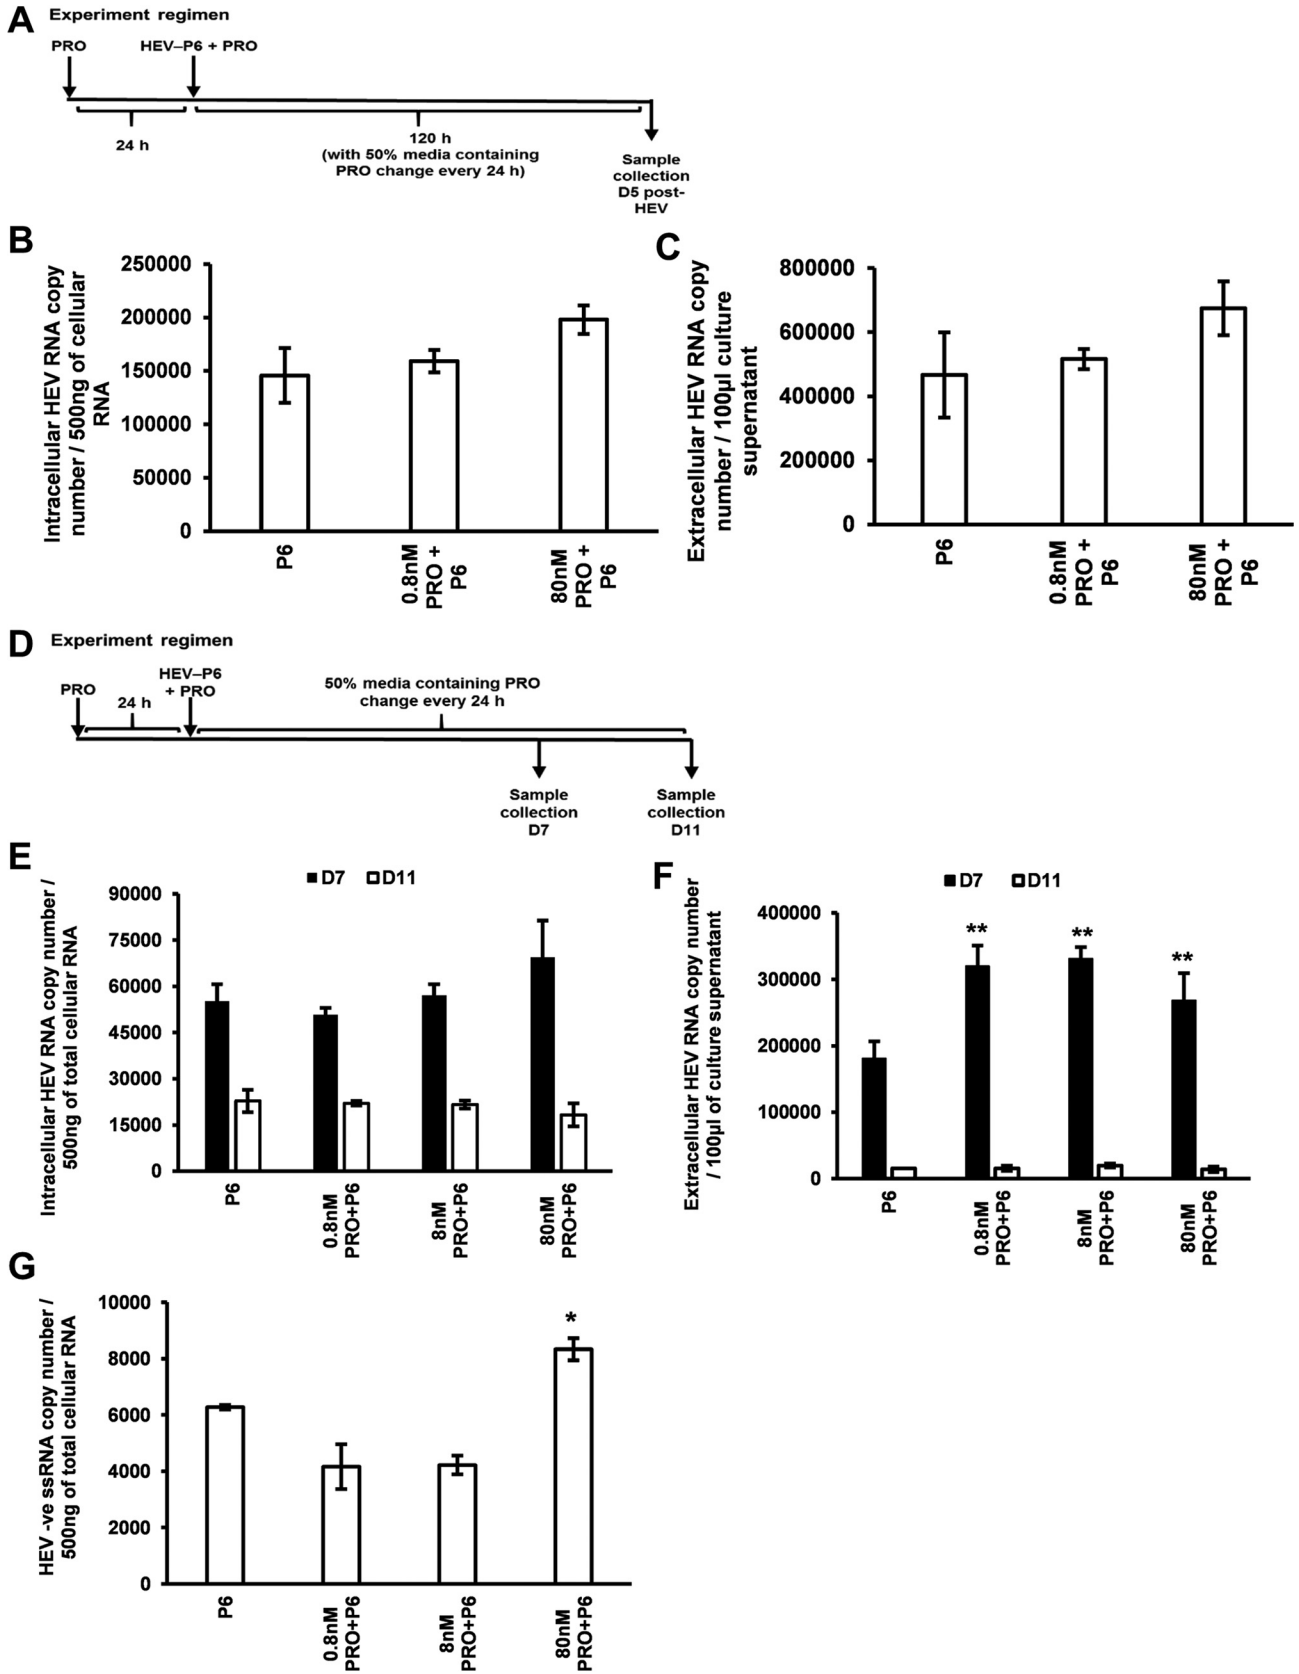 A
Experiment regimen
PRO
HEV–P6 + PRO
24 h
120 h
(with 50% media containing
PRO change every 24 h)
Sample
collection
D5 post-
HEV
B
Intracellular HEV RNA copy
number / 500ng of cellular
RNA
250000
200000
150000
100000
50000
0
P6
0.8nM
PRO +
P6
80nM
PRO +
P6
C
Extracellular HEV RNA copy
number / 100µl culture
supernatant
800000
600000
400000
200000
0
P6
0.8nM
PRO +
P6
80nM
PRO +
P6
D
Experiment regimen
PRO
24 h
HEV–P6
+ PRO
50% media containing PRO
change every 24 h
Sample
collection
D7
Sample
collection
D11
E
Intracellular HEV RNA copy number /
500ng of total cellular RNA
D7 D11
90000
75000
60000
45000
30000
15000
0
P6
0.8nM
PRO+P6
8nM
PRO+P6
80nM
PRO+P6
F
Extracellular HEV RNA copy number
/ 100µl of culture supernatant
D7 D11
400000
300000
200000
100000
0
**
**
**
P6
0.8nM
PRO+P6
8nM
PRO+P6
80nM
PRO+P6
G
HEV -ve ssRNA copy number /
500ng of total cellular RNA
10000
8000
6000
4000
2000
0
*
P6
0.8nM
PRO+P6
8nM
PRO+P6
80nM
PRO+P6